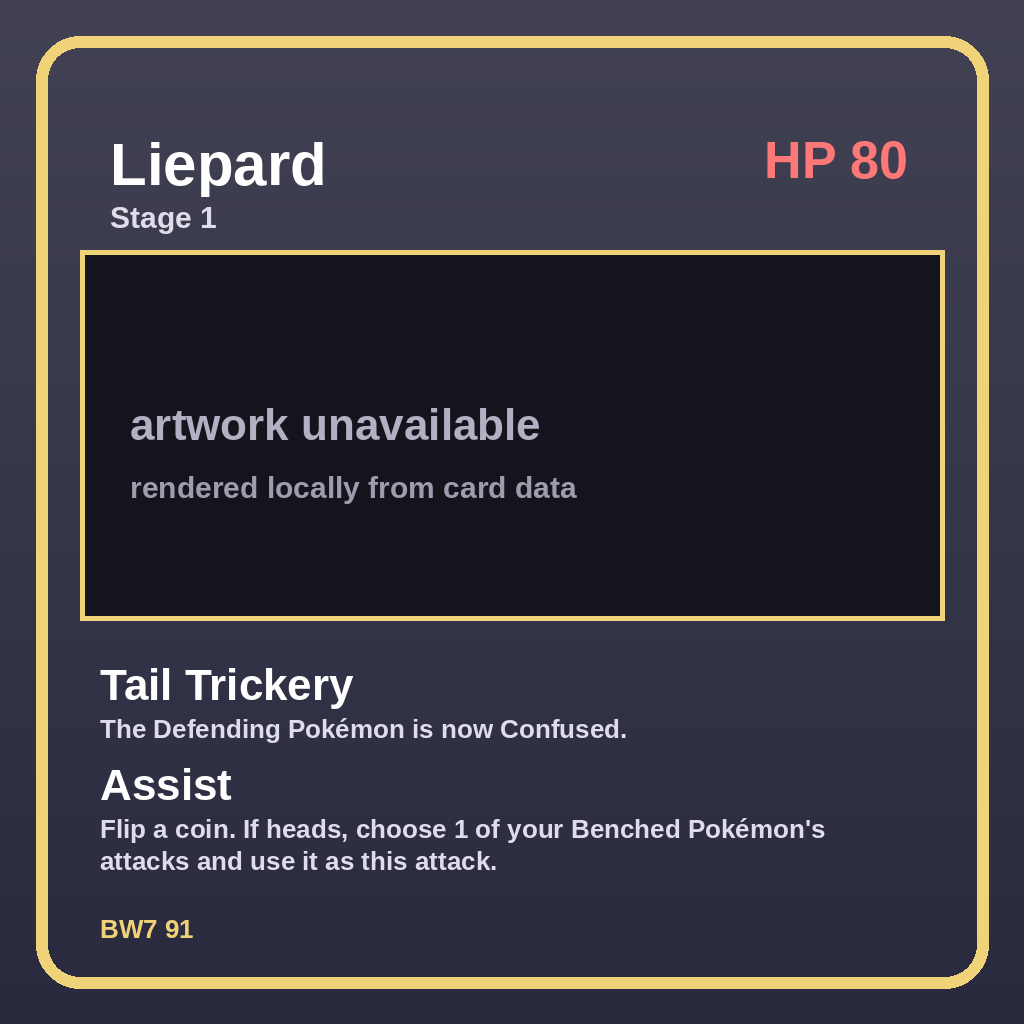 Liepard
HP 80
Stage 1
artwork unavailable
rendered locally from card data
Tail Trickery
The Defending Pokémon is now Confused.
Assist
Flip a coin. If heads, choose 1 of your Benched Pokémon's
attacks and use it as this attack.
BW7 91